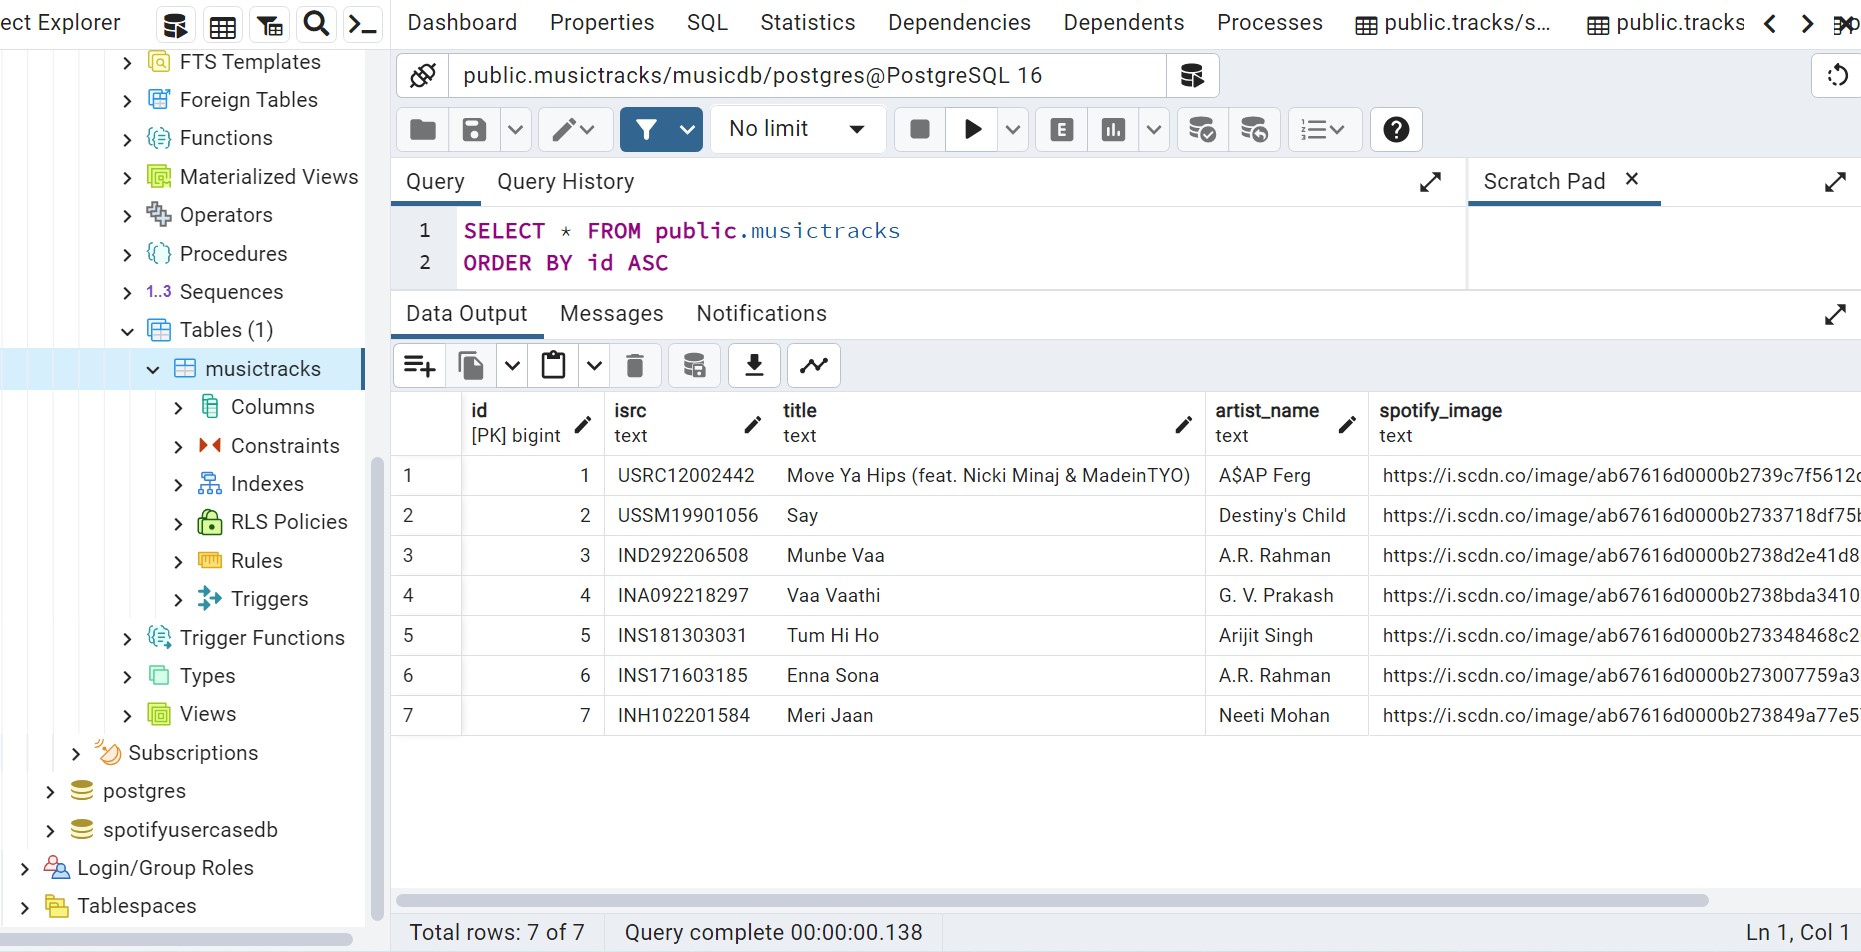 ect Explorer
FTS Templates
Foreign Tables
Functions
Materialized Views
Operators
Procedures
1..3 Sequences
Tables (1)
musictracks
Columns
Constraints
Indexes
RLS Policies
Rules
Triggers
Trigger Functions
Types
Views
Subscriptions
postgres
spotifyusercasedb
Login/Group Roles
Tablespaces
Dashboard Properties SQL Statistics Dependencies Dependents Processes public.tracks/s... public.tracks
public.musictracks/musicdb/postgres@PostgreSQL 16
No limit E
Query Query History Scratch Pad
1 SELECT * FROM public.musictracks
2 ORDER BY id ASC
Data Output Messages Notifications
id isrc title artist_name spotify_image
[PK] bigint text text text text
1 1 USRC12002442 Move Ya Hips (feat. Nicki Minaj & MadeinTYO) A$AP Ferg https://i.scdn.co/image/ab67616d0000b2739c7f5612
2 2 USSM19901056 Say Destiny's Child https://i.scdn.co/image/ab67616d0000b2733718df75
3 3 IND292206508 Munbe Vaa A.R. Rahman https://i.scdn.co/image/ab67616d0000b2738d2e41d8
4 4 INA092218297 Vaa Vaathi G. V. Prakash https://i.scdn.co/image/ab67616d0000b2738bda3410
5 5 INS181303031 Tum Hi Ho Arijit Singh https://i.scdn.co/image/ab67616d0000b273348468c2
6 6 INS171603185 Enna Sona A.R. Rahman https://i.scdn.co/image/ab67616d0000b273007759a3
7 7 INH102201584 Meri Jaan Neeti Mohan https://i.scdn.co/image/ab67616d0000b273849a77e5
Total rows: 7 of 7 Query complete 00:00:00.138 Ln 1, Col 1